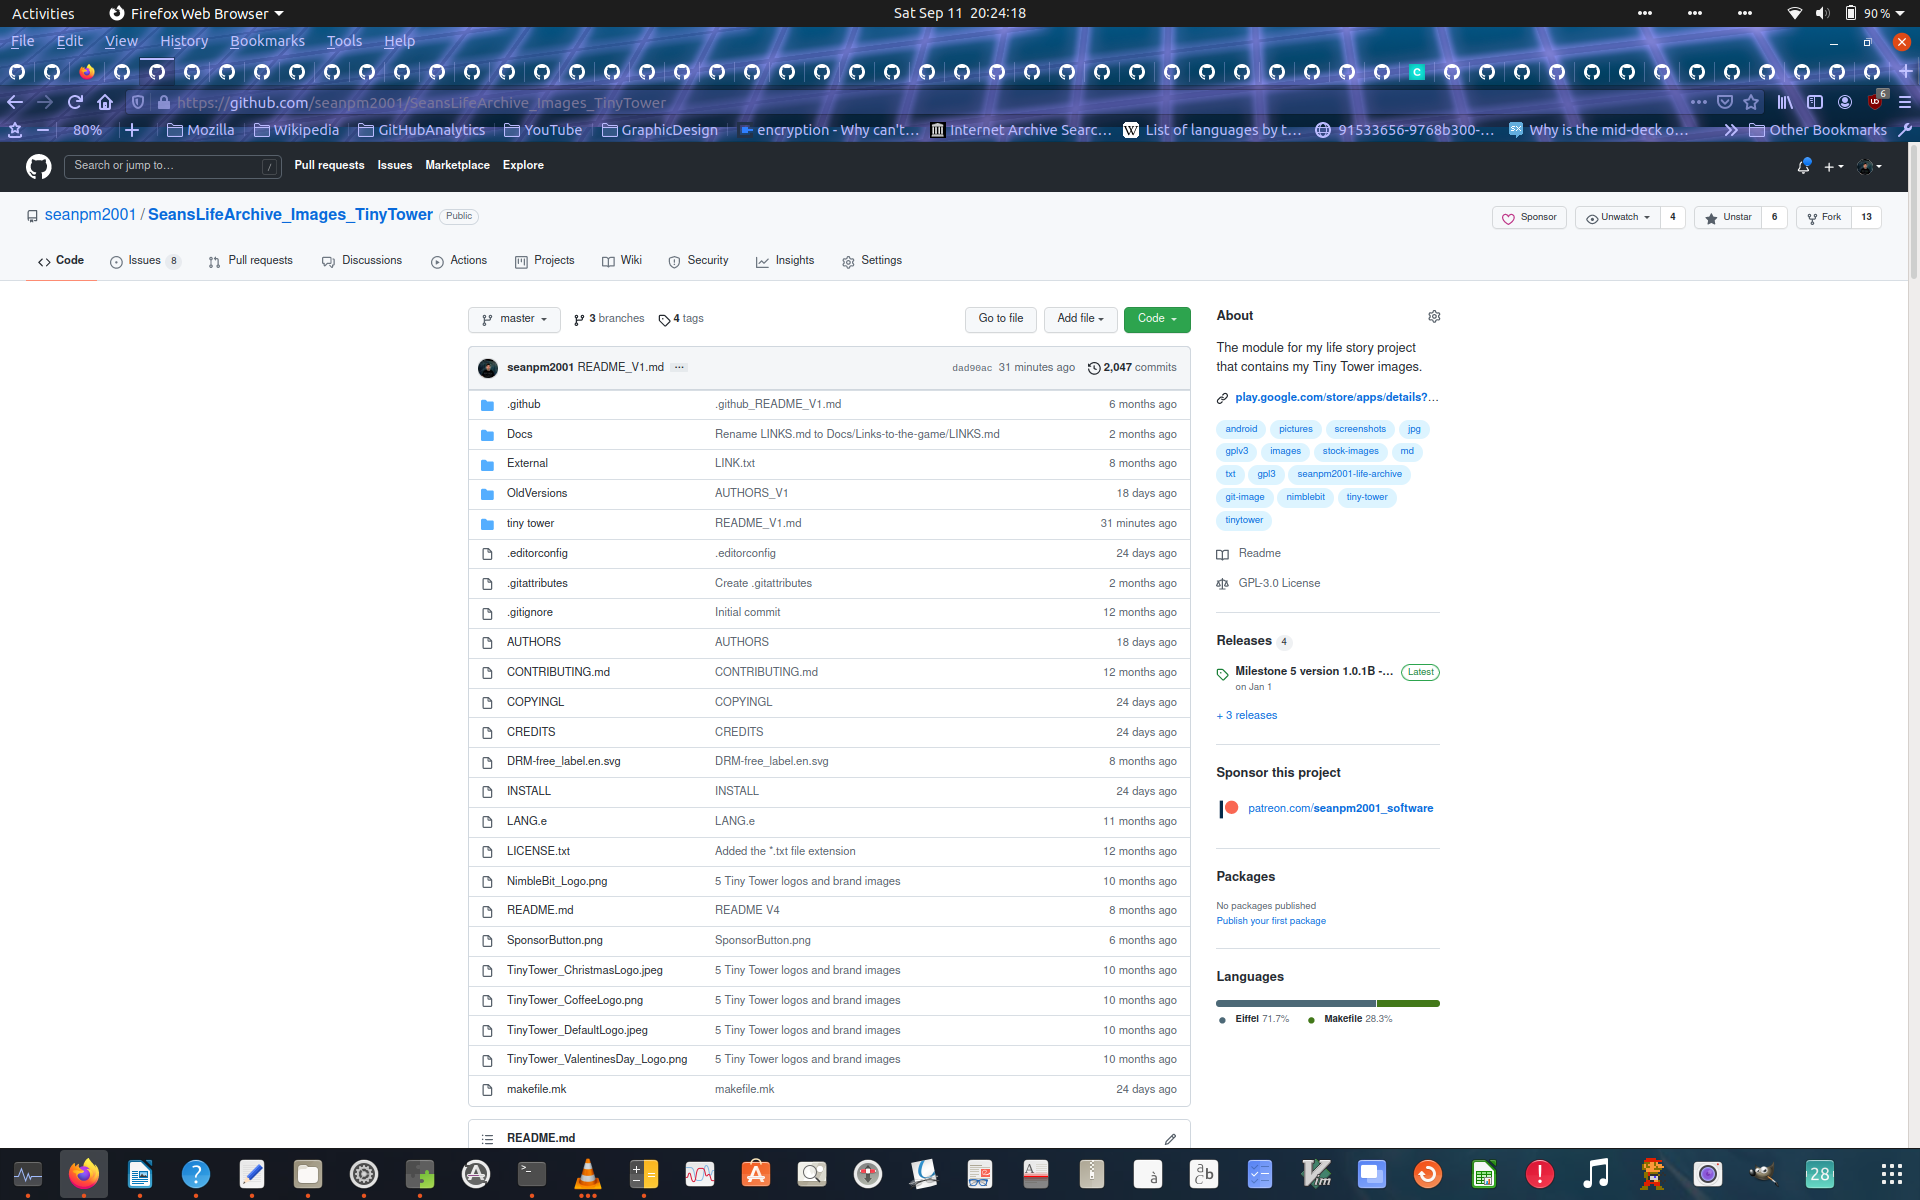 Activities Firefox Web Browser Sat Sep 11 20:24:18 90 %
File Edit View History Bookmarks Tools Help
https://github.com/seanpm2001/SeansLifeArchive_Images_TinyTower 6
80% Mozilla Wikipedia GitHubAnalytics YouTube GraphicDesign encryption - Why can't… Internet Archive Searc… List of languages by t… 91533656-9768b300-… Why is the mid-deck o… Other Bookmarks
Search or jump to… / Pull requests Issues Marketplace Explore
seanpm2001 / SeansLifeArchive_Images_TinyTower Public Sponsor Unwatch 4 Unstar 6 Fork 13
Code Issues 8 Pull requests Discussions Actions Projects Wiki Security Insights Settings
master 3 branches 4 tags Go to file Add file Code
seanpm2001 README_V1.md dad90ac 31 minutes ago 2,047 commits
.github .github_README_V1.md 6 months ago
Docs Rename LINKS.md to Docs/Links-to-the-game/LINKS.md 2 months ago
External LINK.txt 8 months ago
OldVersions AUTHORS_V1 18 days ago
tiny tower README_V1.md 31 minutes ago
.editorconfig .editorconfig 24 days ago
.gitattributes Create .gitattributes 2 months ago
.gitignore Initial commit 12 months ago
AUTHORS AUTHORS 18 days ago
CONTRIBUTING.md CONTRIBUTING.md 12 months ago
COPYINGL COPYINGL 24 days ago
CREDITS CREDITS 24 days ago
DRM-free_label.en.svg DRM-free_label.en.svg 8 months ago
INSTALL INSTALL 24 days ago
LANG.e LANG.e 11 months ago
LICENSE.txt Added the *.txt file extension 12 months ago
NimbleBit_Logo.png 5 Tiny Tower logos and brand images 10 months ago
README.md README V4 8 months ago
SponsorButton.png SponsorButton.png 6 months ago
TinyTower_ChristmasLogo.jpeg 5 Tiny Tower logos and brand images 10 months ago
TinyTower_CoffeeLogo.png 5 Tiny Tower logos and brand images 10 months ago
TinyTower_DefaultLogo.jpeg 5 Tiny Tower logos and brand images 10 months ago
TinyTower_ValentinesDay_Logo.png 5 Tiny Tower logos and brand images 10 months ago
makefile.mk makefile.mk 24 days ago
README.md
About
The module for my life story project
that contains my Tiny Tower images.
play.google.com/store/apps/details?…
android pictures screenshots jpg
gplv3 images stock-images md
txt gpl3 seanpm2001-life-archive
git-image nimblebit tiny-tower
tinytower
Readme
GPL-3.0 License
Releases 4
Milestone 5 version 1.0.1B -… Latest
on Jan 1
+ 3 releases
Sponsor this project
patreon.com/seanpm2001_software
Packages
No packages published
Publish your first package
Languages
Eiffel 71.7% Makefile 28.3%
28